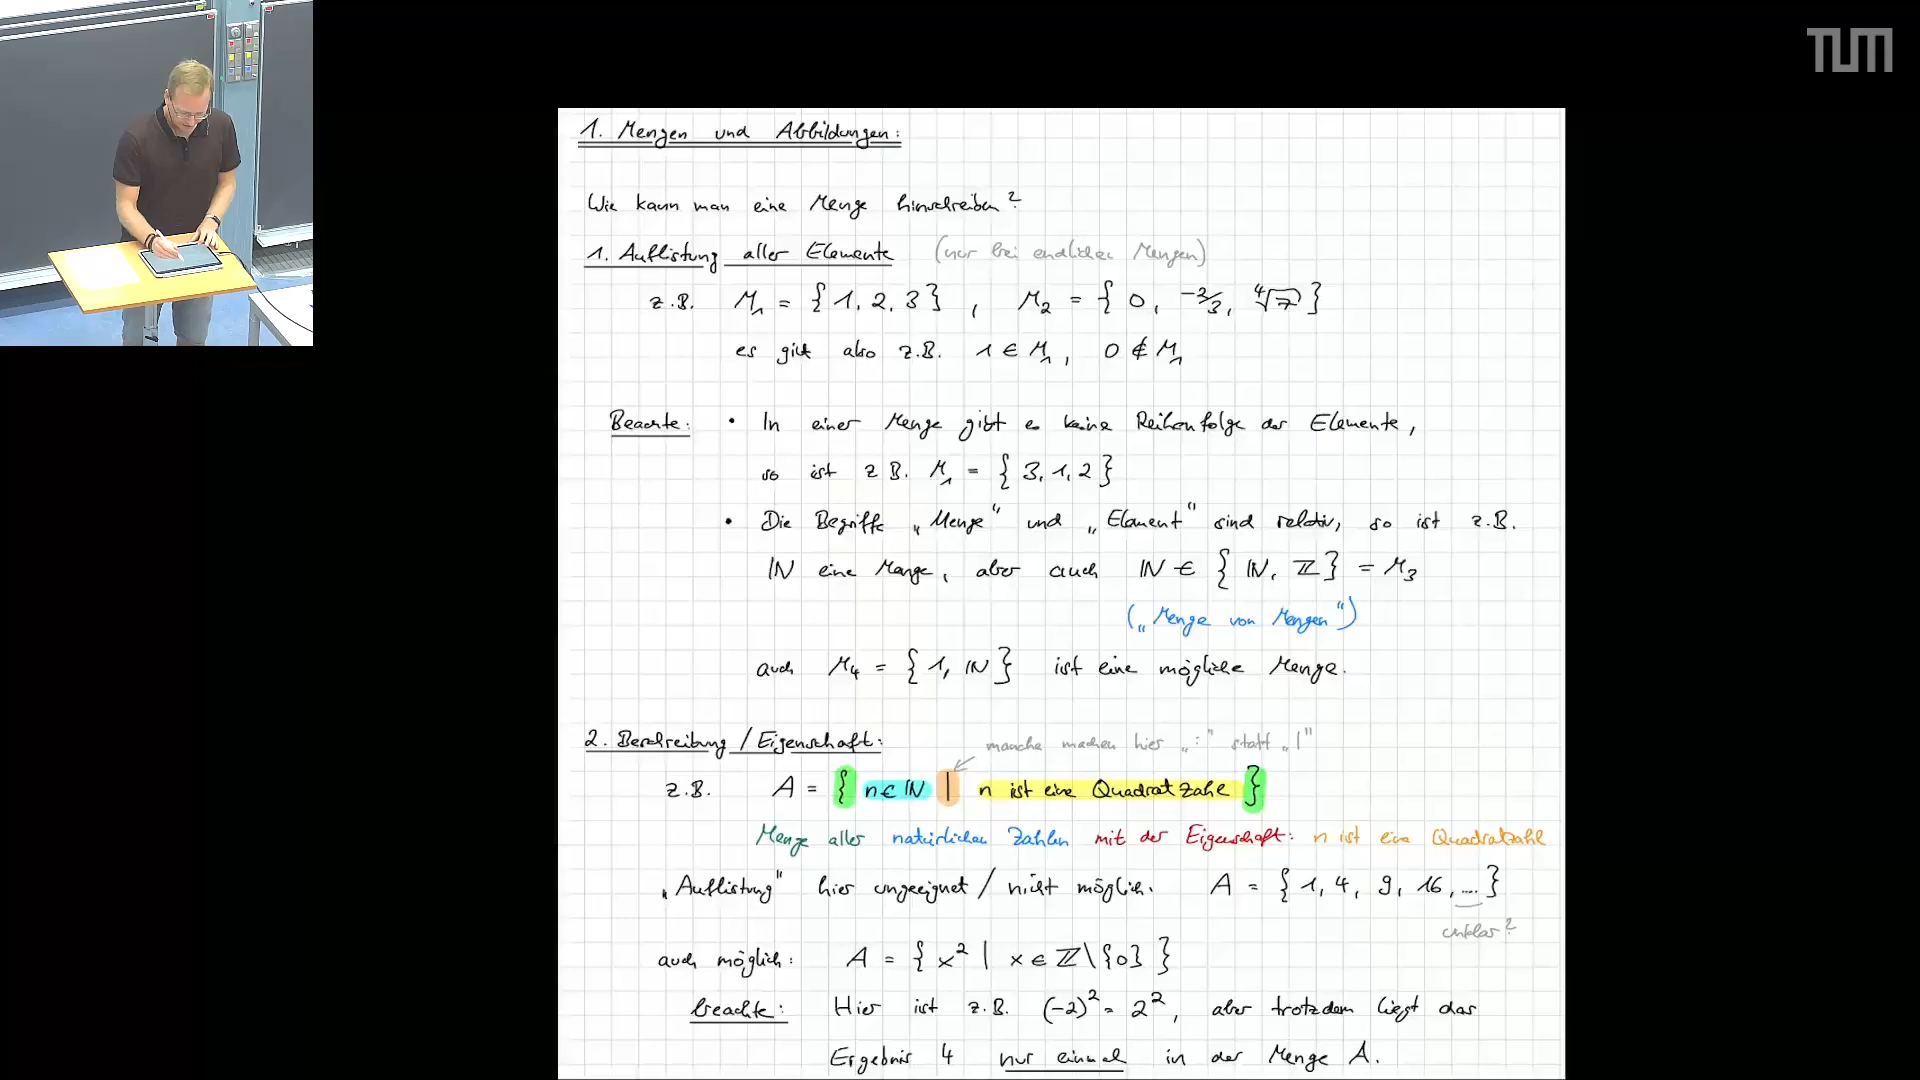 TUM
1. Mengen und Abbildungen:
Wie kann man eine Menge hinschreiben?
1. Auflistung aller Elemente (nur bei endlichen Mengen)
z.B. M₁ = { 1, 2, 3 } , M₂ = { 0, -2/3, ⁴√7 }
es gilt also z.B. 1 ∈ M₁, 0 ∉ M₁
Beachte: • In einer Menge gibt es keine Reihenfolge der Elemente,
so ist z.B. M₁ = { 3, 1, 2 }
• Die Begriffe „Menge“ und „Element“ sind relativ, so ist z.B.
ℕ eine Menge, aber auch ℕ ∈ { ℕ, ℤ } = M₃
(„Menge von Mengen“)
auch M₄ = { 1, ℕ } ist eine mögliche Menge.
2. Beschreibung / Eigenschaft: manche machen hier „:“ statt „|“
z.B. A = { n ∈ ℕ | n ist eine Quadratzahl }
Menge aller natürlichen Zahlen mit der Eigenschaft: n ist eine Quadratzahl
„Auflistung“ hier ungeeignet / nicht möglich. A = { 1, 4, 9, 16, .... }
unklar?
auch möglich: A = { x² | x ∈ ℤ\{0} }
beachte: Hier ist z.B. (-2)² = 2², aber trotzdem liegt das
Ergebnis 4 nur einmal in der Menge A.